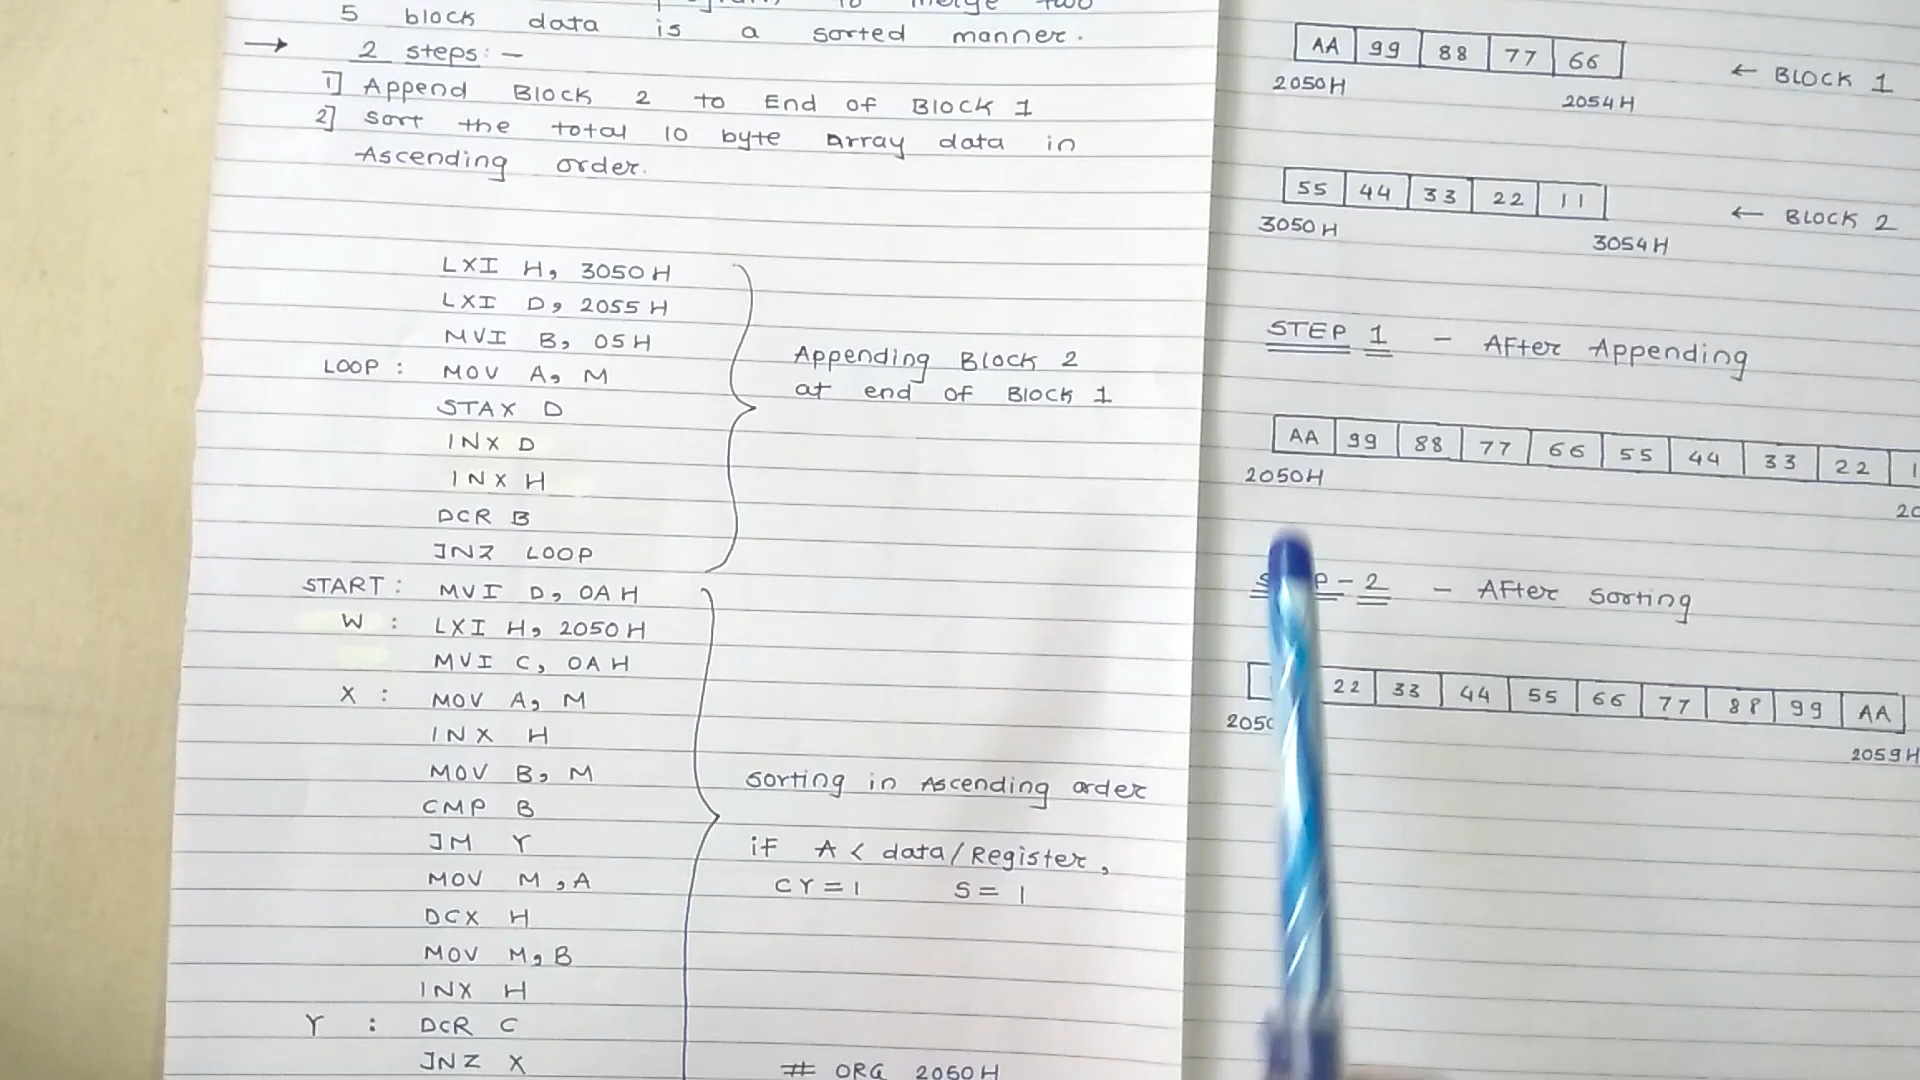 merge two
5 block data is a sorted manner.
→ 2 steps: -
1] Append Block 2 to End of Block 1
2] Sort the total 10 byte array data in
Ascending order.
LXI H, 3050H
LXI D, 2055H
MVI B, 05H
LOOP : MOV A, M
STAX D
INX D
INX H
DCR B
JNZ LOOP
Appending Block 2
at end of Block 1
START : MVI D, 0AH
W : LXI H, 2050H
MVI C, 0AH
X : MOV A, M
INX H
MOV B, M
CMP B
JM Y
MOV M, A
DCX H
MOV M, B
INX H
Y : DCR C
JNZ X
Sorting in Ascending order
if A < data/Register,
CY = 1 S = 1
# ORG 2050H
AA 99 88 77 66
← BLOCK 1
2050H 2054H
55 44 33 22 11
← BLOCK 2
3050H 3054H
STEP 1 - After Appending
AA 99 88 77 66 55 44 33 22
2050H
- After Sorting
22 33 44 55 66 77 88 99 AA
2059H